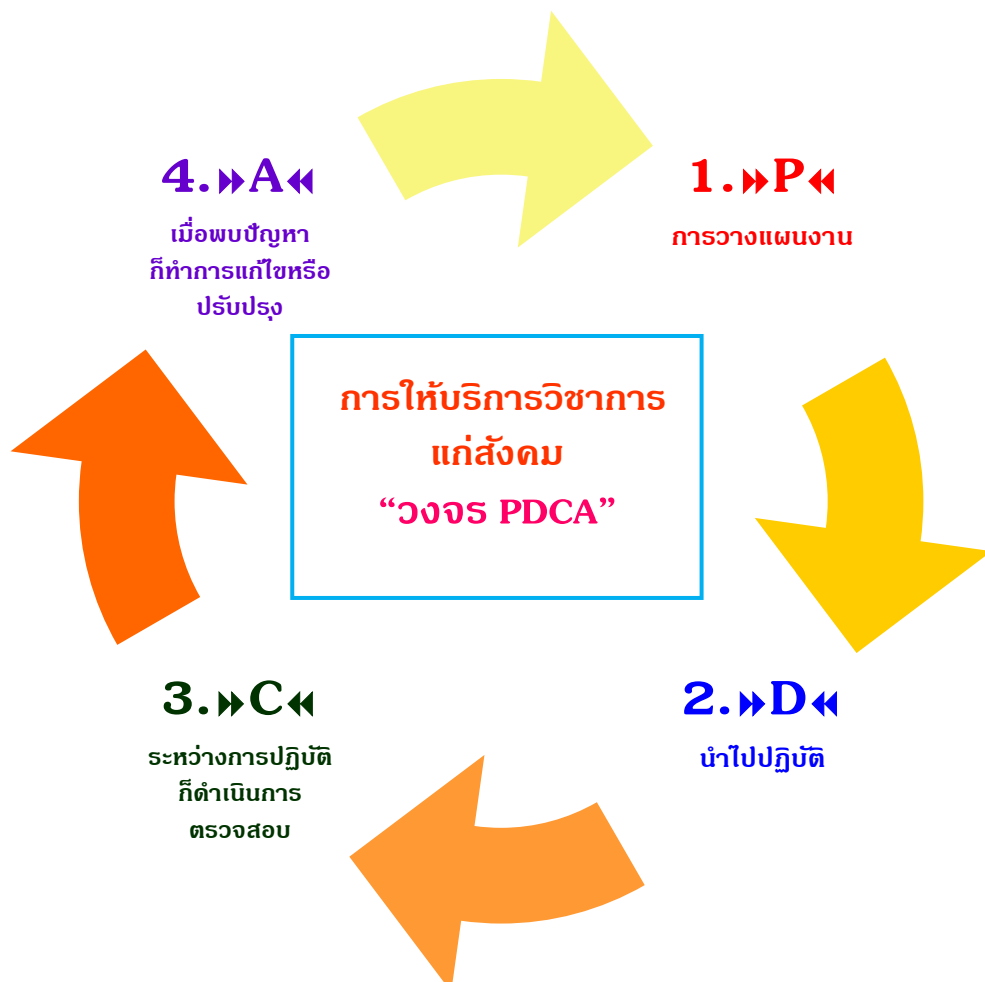 4.»A«
เมื่อพบปัญหา
ก็ทำการแก้ไขหรือ
ปรับปรุง
1.»P«
การวางแผนงาน
การให้บริการวิชาการ
แก่สังคม
“วงจร PDCA”
3.»C«
ระหว่างการปฏิบัติ
ก็ดำเนินการ
ตรวจสอบ
2.»D«
นำไปปฏิบัติ